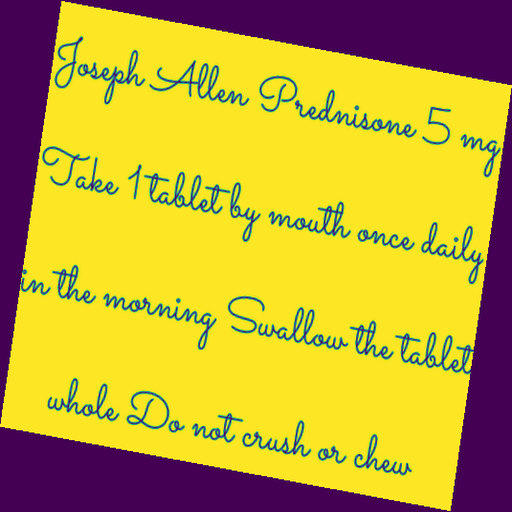 Joseph Allen Prednisone 5 mg
Take 1 tablet by mouth once daily
in the morning Swallow the tablet
whole Do not crush or chew